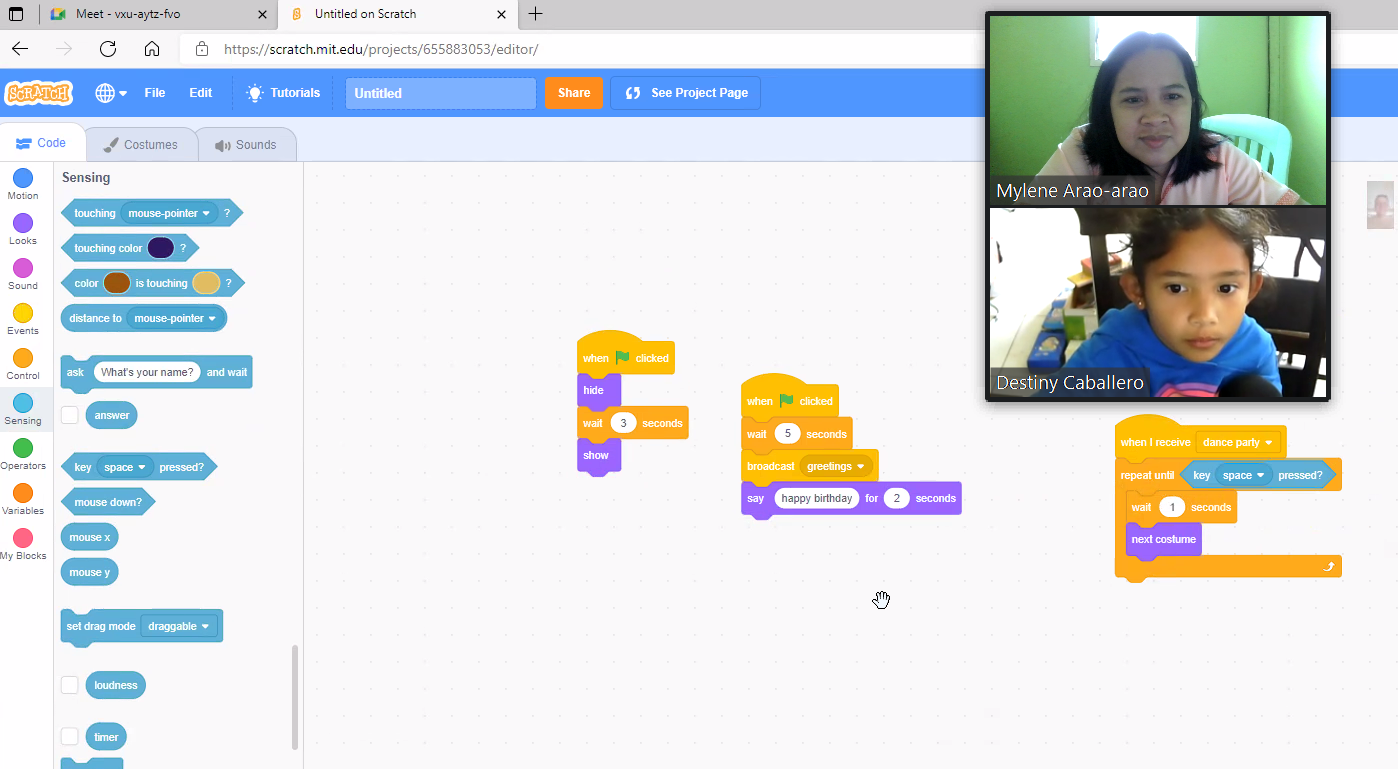 Meet - vxu-aytz-fvo
Untitled on Scratch
https://scratch.mit.edu/projects/655883053/editor/
SCRATCH
File
Edit
Tutorials
Untitled
Share
See Project Page
Code
Costumes
Sounds
Motion
Looks
Sound
Events
Control
Sensing
Operators
Variables
My Blocks
Sensing
touching mouse-pointer ?
touching color ?
color is touching ?
distance to mouse-pointer
ask What's your name? and wait
answer
key space pressed?
mouse down?
mouse x
mouse y
set drag mode draggable
loudness
timer
when clicked
hide
wait 3 seconds
show
when clicked
wait 5 seconds
broadcast greetings
say happy birthday for 2 seconds
when I receive dance party
repeat until key space pressed?
wait 1 seconds
next costume
Mylene Arao-arao
Destiny Caballero